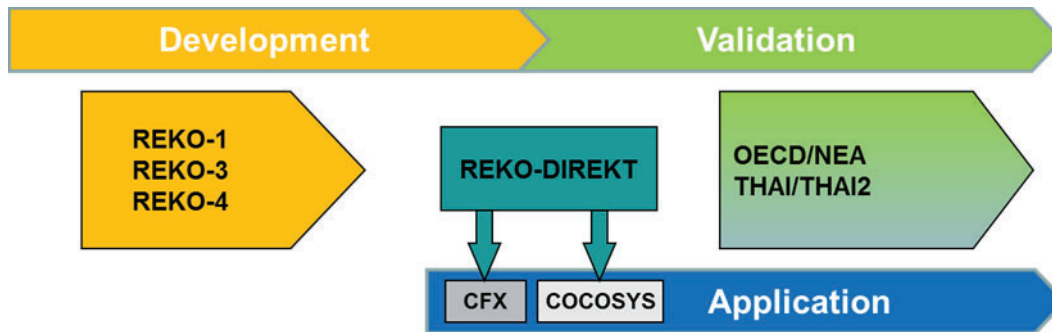 Development
Validation
REKO-1
REKO-3
REKO-4
REKO-DIREKT
OECD/NEA
THAI/THAI2
CFX
COCOSYS
Application